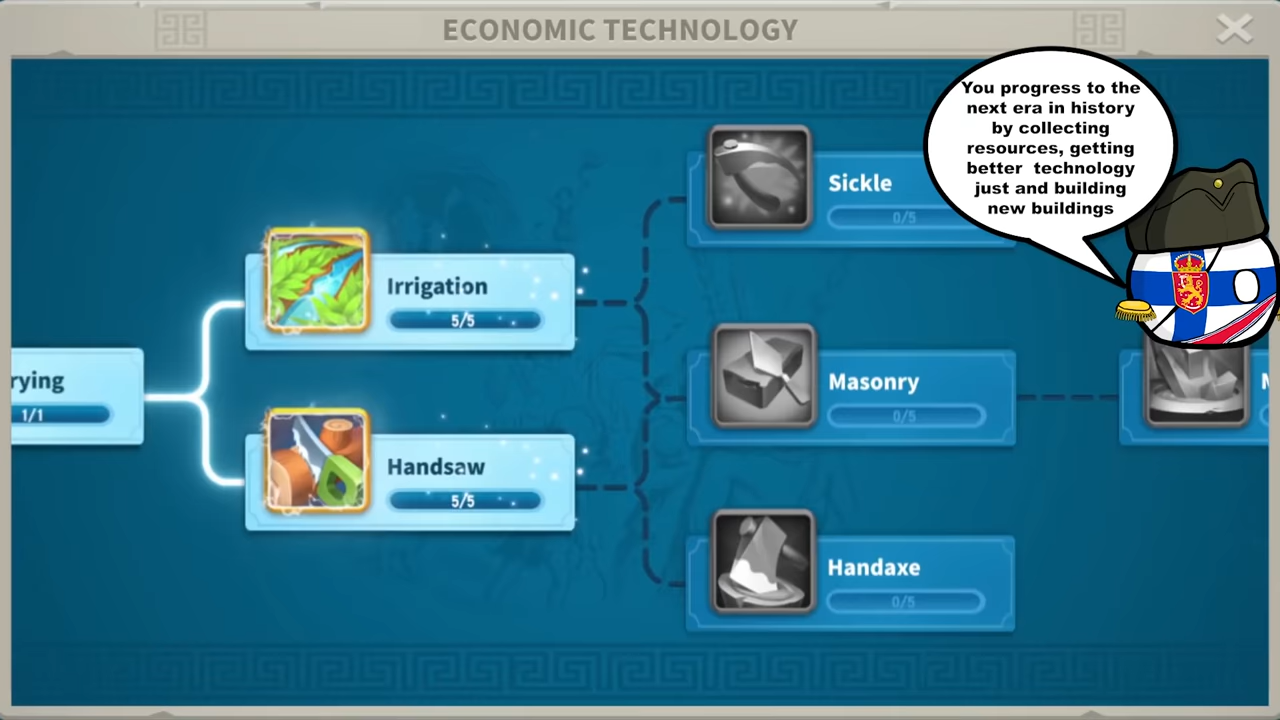 ECONOMIC TECHNOLOGY
You progress to the
next era in history
by collecting
resources, getting
better technology
just and building
new buildings
Sickle
0/5
Irrigation
5/5
rying
1/1
Masonry
0/5
Handsaw
5/5
Handaxe
0/5